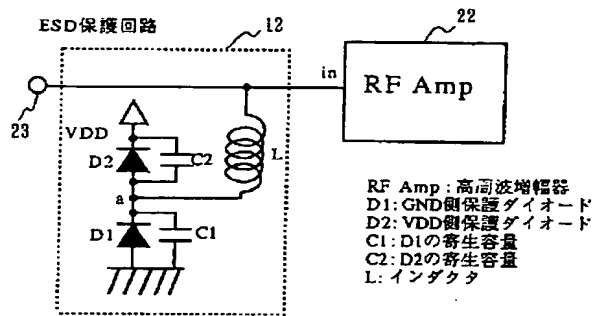 ESD保護回路
12
22
in
RF Amp
23
VDD
D2
C2
L
a
D1
C1
RF Amp:高周波増幅器
D1:GND側保護ダイオード
D2:VDD側保護ダイオード
C1:D1の寄生容量
C2:D2の寄生容量
L:インダクタ